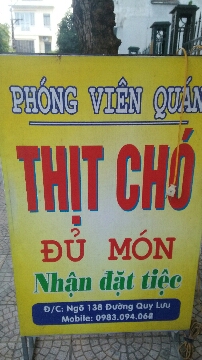 PHÓNG VIÊN QUÁN
THỊT CHÓ
ĐỦ MÓN
Nhận đặt tiệc
Đ/C: Ngõ 138 Đường Quy Lưu
Mobile: 0983.094.068